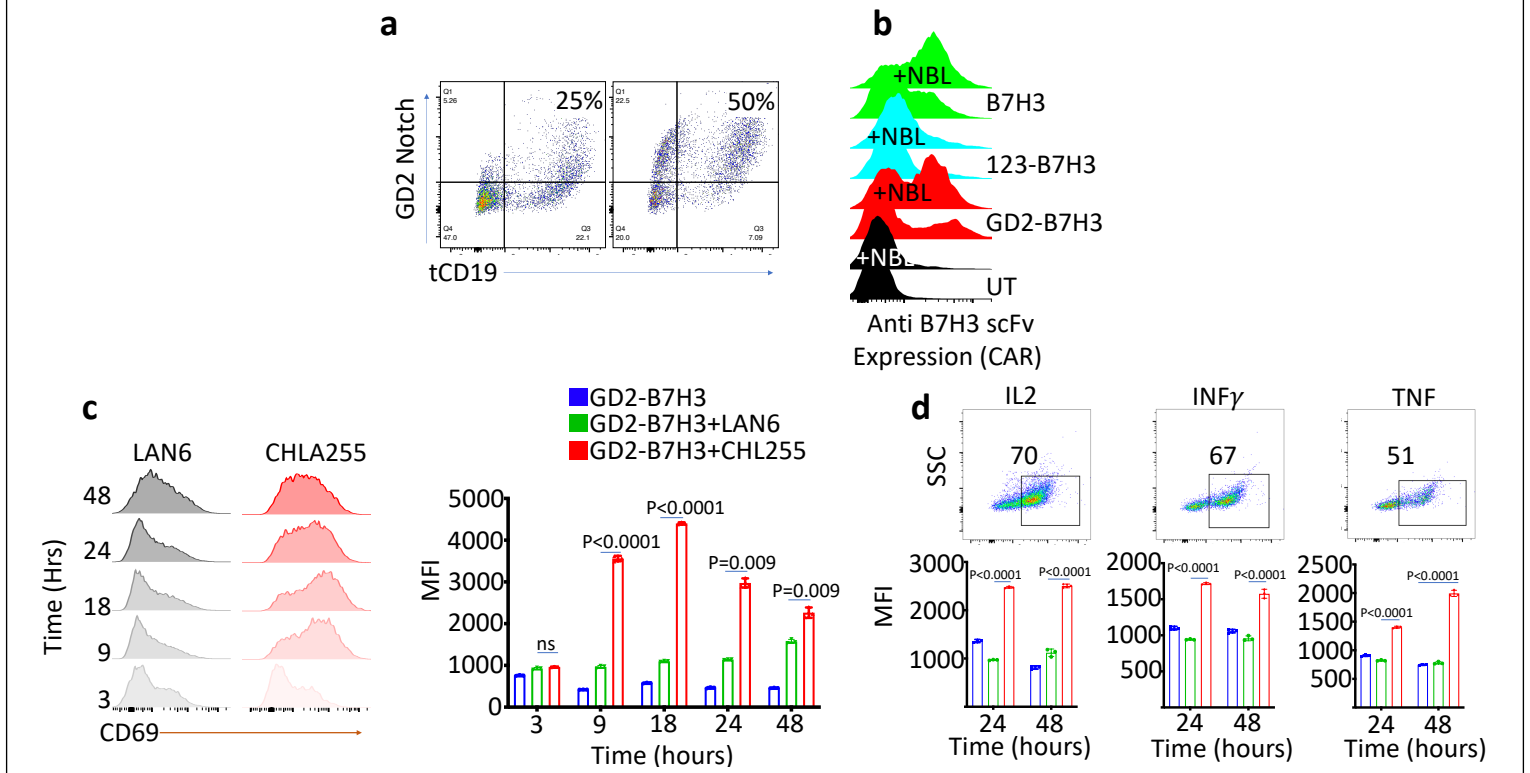 a
b
GD2 Notch
Q1
5.26
25%
Q4
47.0
Q3
22.1
Q1
22.5
50%
Q4
20.0
Q3
7.09
tCD19
+NBL
B7H3
+NBL
123-B7H3
+NBL
GD2-B7H3
+NBL
UT
Anti B7H3 scFv
Expression (CAR)
c
LAN6
CHLA255
Time (Hrs)
48
24
18
9
3
CD69
GD2-B7H3
GD2-B7H3+LAN6
GD2-B7H3+CHL255
MFI
5000
4000
3000
2000
1000
0
ns
P<0.0001
P<0.0001
P=0.009
P=0.009
3 9 18 24 48
Time (hours)
d
IL2
INFγ
TNF
SSC
70
67
51
MFI
3000
2000
1000
P<0.0001
P<0.0001
24 48
Time (hours)
2000
1500
1000
500
P<0.0001
P<0.0001
24 48
Time (hours)
2500
2000
1500
1000
500
P<0.0001
P<0.0001
24 48
Time (hours)